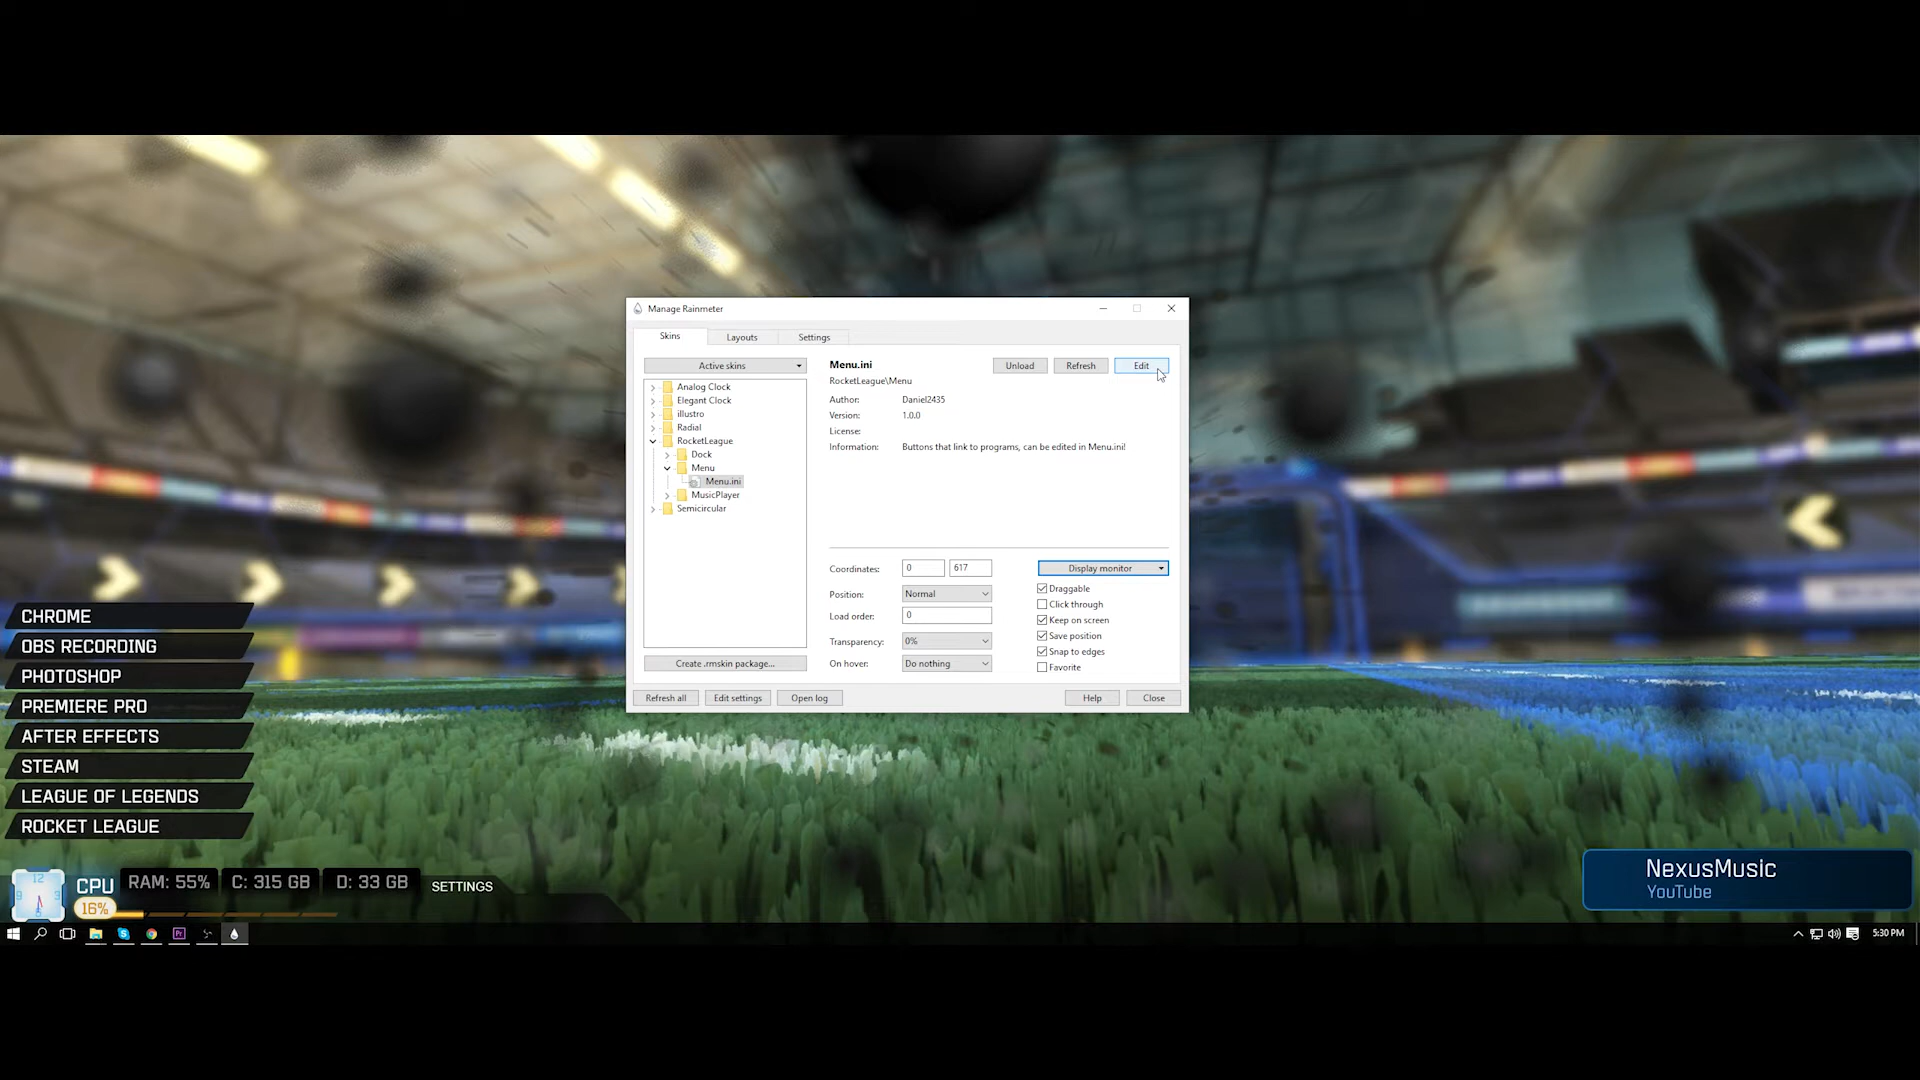 Manage Rainmeter
Skins Layouts Settings
Active skins
Analog Clock
Elegant Clock
illustro
Radial
RocketLeague
Dock
Menu
Menu.ini
MusicPlayer
Semicircular
Create .rmskin package...
Menu.ini Unload Refresh Edit
RocketLeague\Menu
Author: Daniel2435
Version: 1.0.0
License:
Information: Buttons that link to programs, can be edited in Menu.ini!
Coordinates: 0 617 Display monitor
Position: Normal
Load order: 0
Transparency: 0%
On hover: Do nothing
Draggable
Click through
Keep on screen
Save position
Snap to edges
Favorite
Refresh all Edit settings Open log Help Close
CHROME
OBS RECORDING
PHOTOSHOP
PREMIERE PRO
AFTER EFFECTS
STEAM
LEAGUE OF LEGENDS
ROCKET LEAGUE
12
9 3
6
CPU RAM: 55% C: 315 GB D: 33 GB SETTINGS
16%
NexusMusic
YouTube
S
Pr
5:30 PM